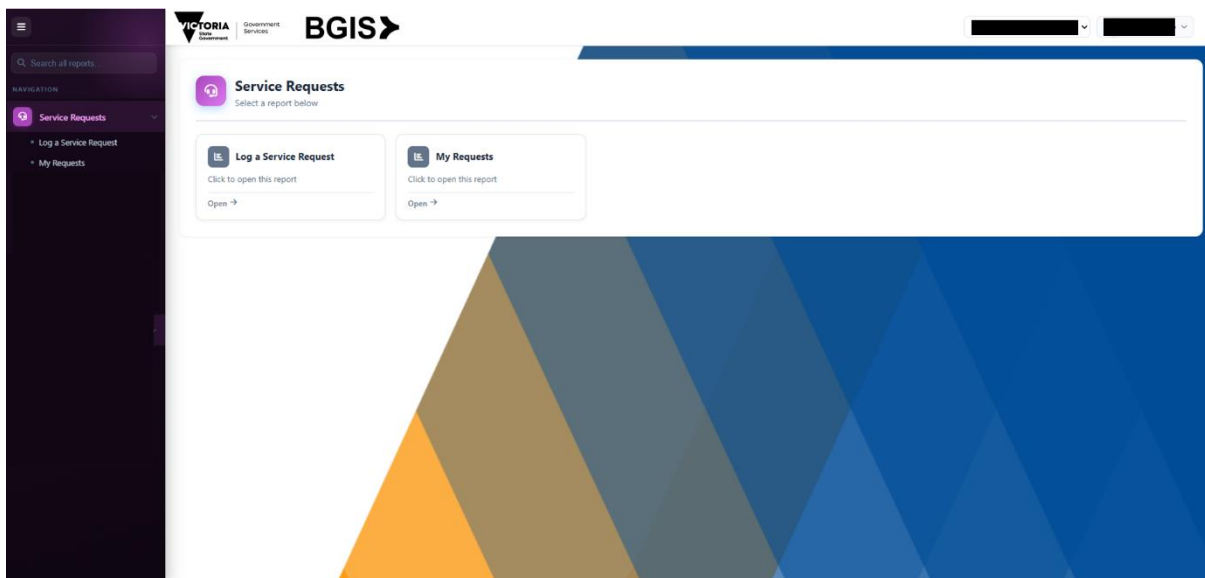 VICTORIA
State
Government
Government
Services
BGIS
Search all reports...
NAVIGATION
Service Requests
Log a Service Request
My Requests
Service Requests
Select a report below
Log a Service Request
Click to open this report
Open →
My Requests
Click to open this report
Open →